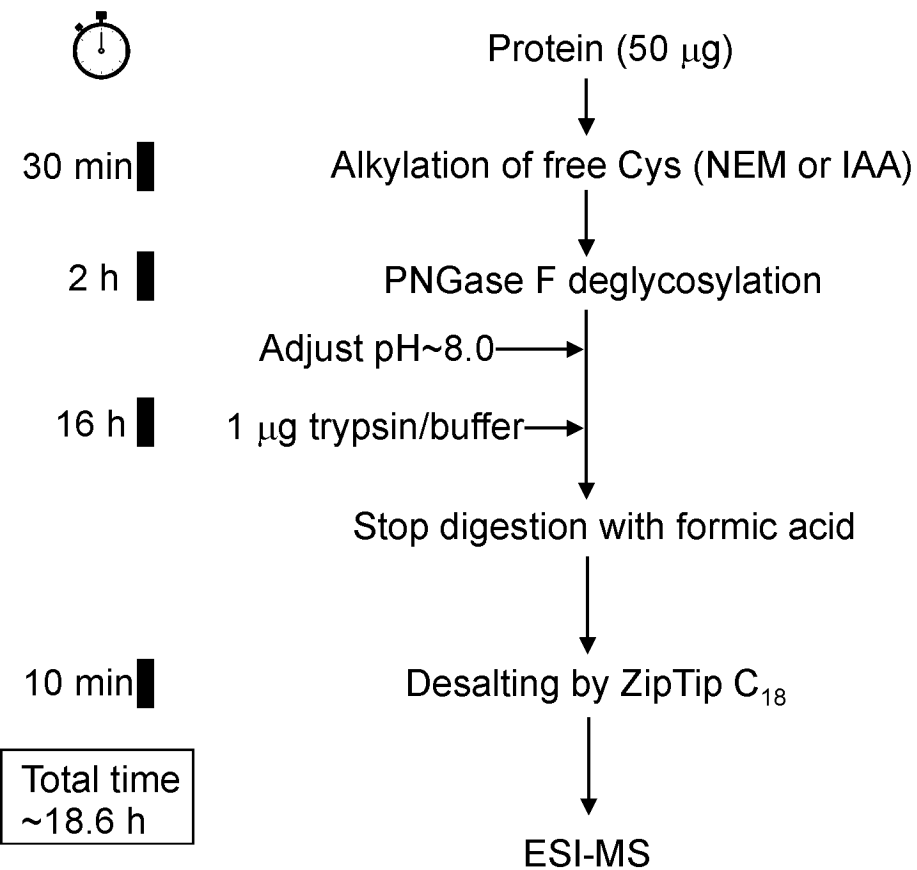 Protein (50 μg)
30 min
Alkylation of free Cys (NEM or IAA)
2 h
PNGase F deglycosylation
Adjust pH~8.0
16 h
1 μg trypsin/buffer
Stop digestion with formic acid
10 min
Desalting by ZipTip C₁₈
Total time
~18.6 h
ESI-MS